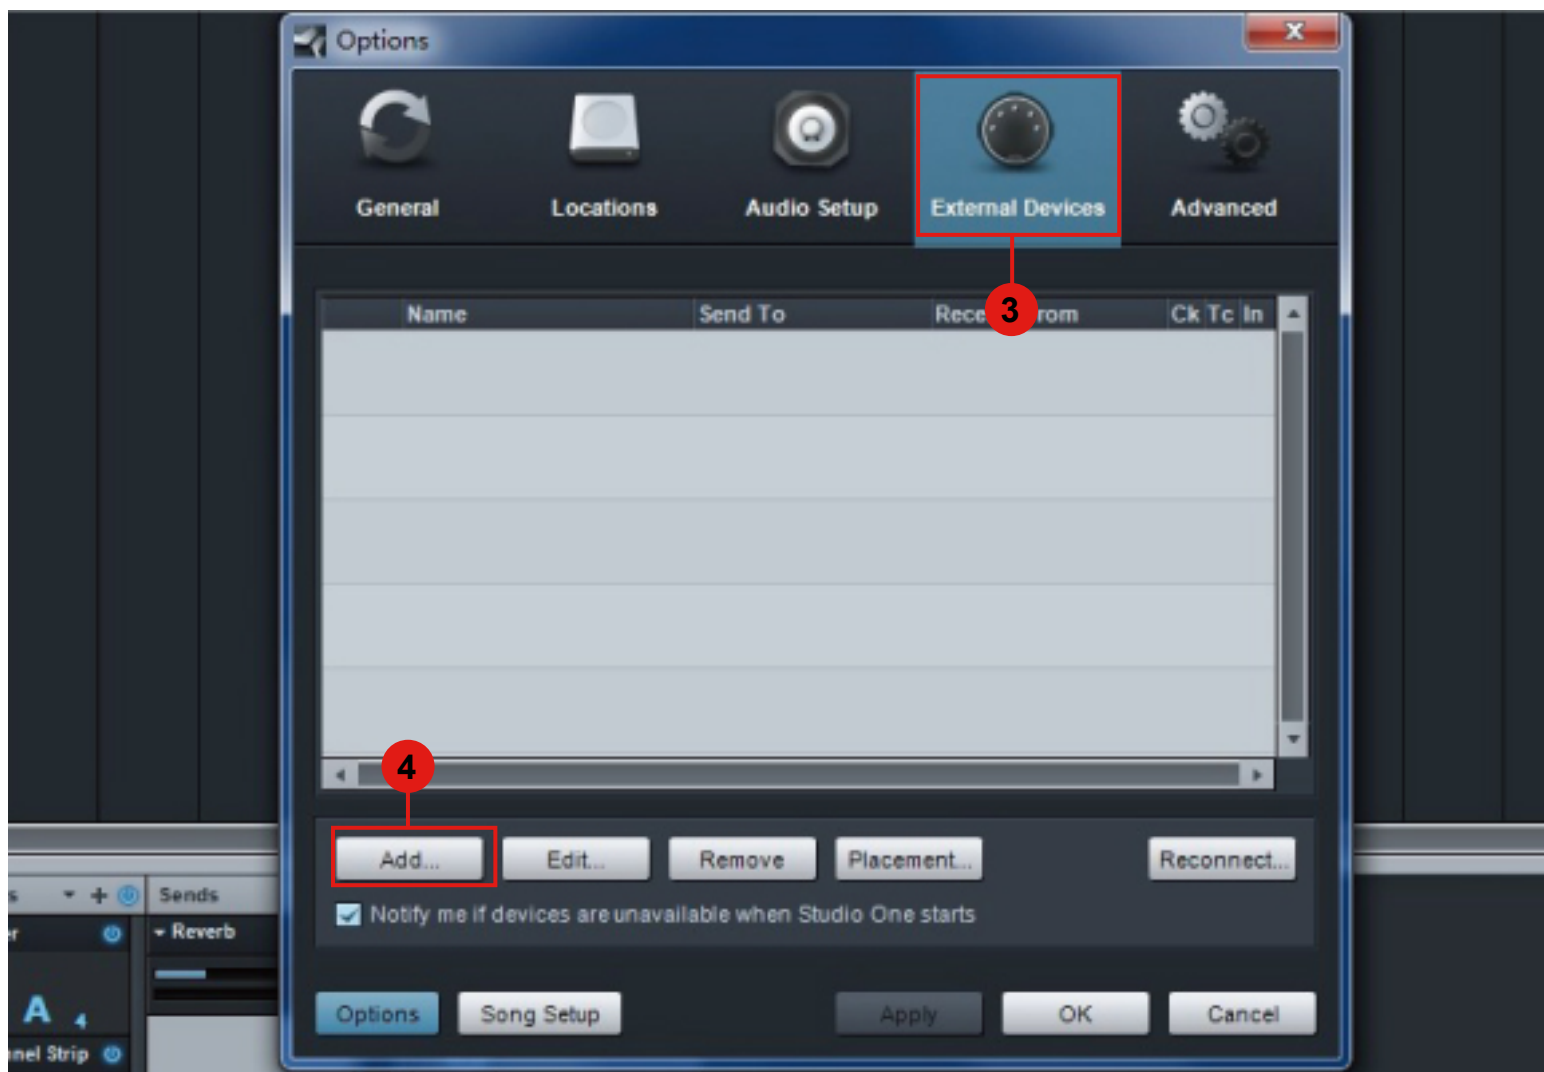 Options
General Locations Audio Setup External Devices Advanced
3
Name Send To Rece rom Ck Tc In
4
Add... Edit... Remove Placement... Reconnect...
Notify me if devices are unavailable when Studio One starts
s Sends
r Reverb
A 4
nnel Strip
Options Song Setup Apply OK Cancel